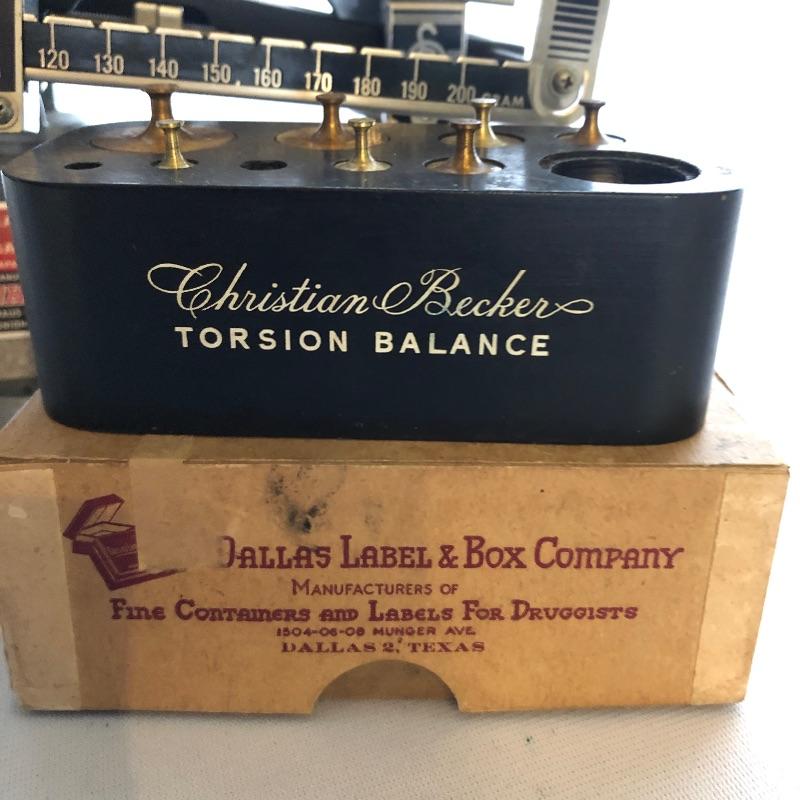 120 130 140 150 160 170 180 190 200 GRAM
Christian Becker
TORSION BALANCE
DALLAS LABEL & BOX COMPANY
MANUFACTURERS OF
FINE CONTAINERS AND LABELS FOR DRUGGISTS
1504-06-08 MUNGER AVE.
DALLAS 2, TEXAS